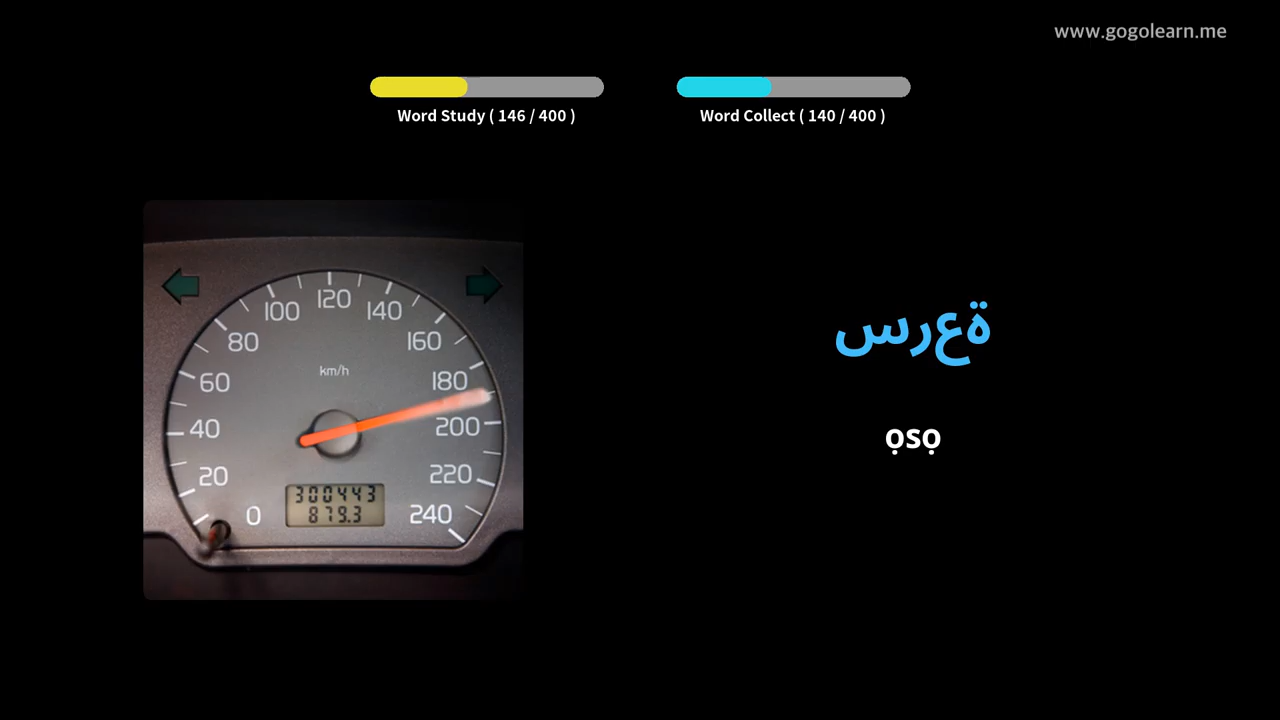 www.gogolearn.me
Word Study ( 146 / 400 )
Word Collect ( 140 / 400 )
100
120
140
80
160
km/h
60
180
40
200
20
220
300443
0
879.3
240
ةعرس
ọsọ